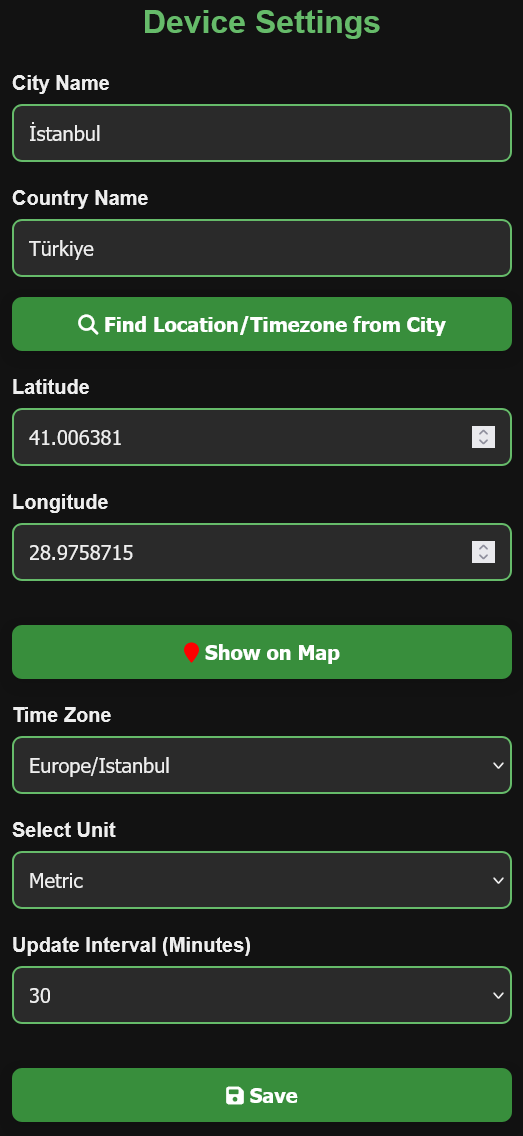 Device Settings
City Name
İstanbul
Country Name
Türkiye
Find Location/Timezone from City
Latitude
41.006381
Longitude
28.9758715
Show on Map
Time Zone
Europe/Istanbul
Select Unit
Metric
Update Interval (Minutes)
30
Save